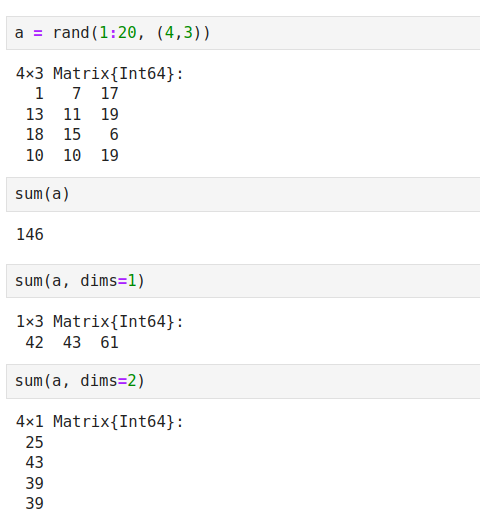 a = rand(1:20, (4,3))
4×3 Matrix{Int64}:
  1   7  17
 13  11  19
 18  15   6
 10  10  19
sum(a)
146
sum(a, dims=1)
1×3 Matrix{Int64}:
 42  43  61
sum(a, dims=2)
4×1 Matrix{Int64}:
 25
 43
 39
 39